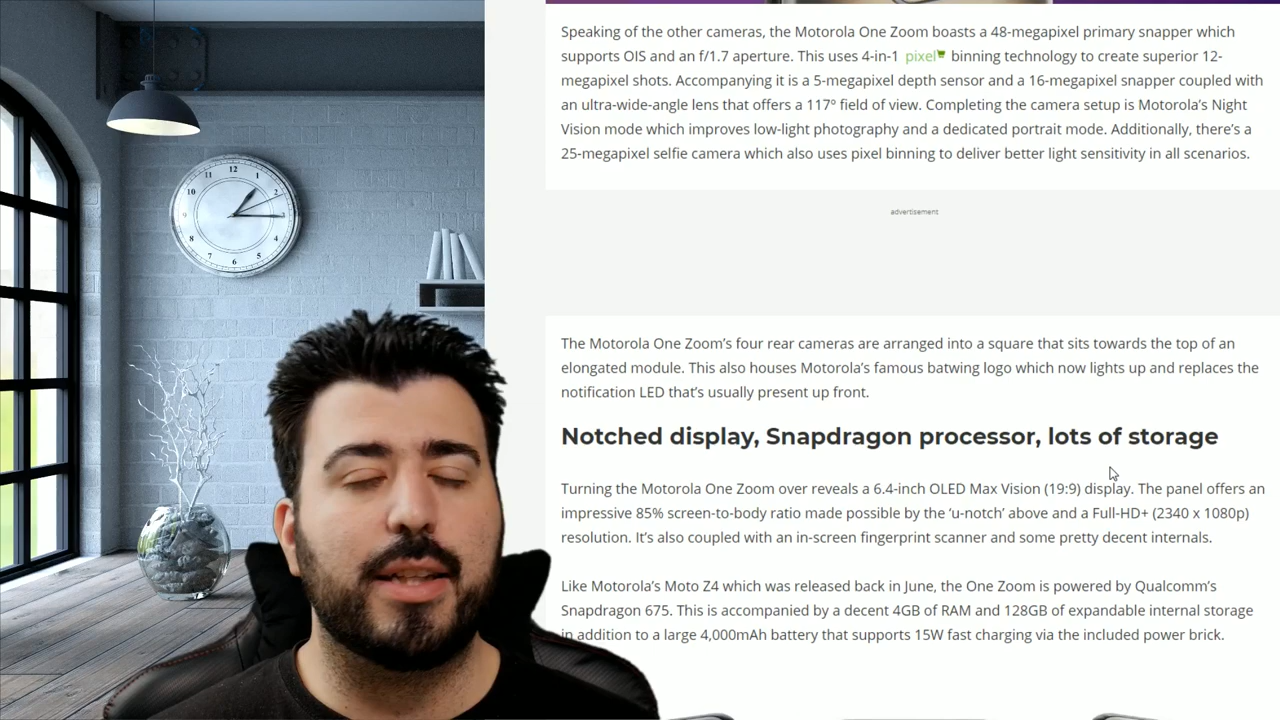 12
11
1
10
2
9
4
8
7
5
6
Speaking of the other cameras, the Motorola One Zoom boasts a 48-megapixel primary snapper which
supports OIS and an f/1.7 aperture. This uses 4-in-1 pixel binning technology to create superior 12-
megapixel shots. Accompanying it is a 5-megapixel depth sensor and a 16-megapixel snapper coupled with
an ultra-wide-angle lens that offers a 117º field of view. Completing the camera setup is Motorola’s Night
Vision mode which improves low-light photography and a dedicated portrait mode. Additionally, there’s a
25-megapixel selfie camera which also uses pixel binning to deliver better light sensitivity in all scenarios.
advertisement
The Motorola One Zoom’s four rear cameras are arranged into a square that sits towards the top of an
elongated module. This also houses Motorola’s famous batwing logo which now lights up and replaces the
notification LED that’s usually present up front.
Notched display, Snapdragon processor, lots of storage
Turning the Motorola One Zoom over reveals a 6.4-inch OLED Max Vision (19:9) display. The panel offers an
impressive 85% screen-to-body ratio made possible by the ‘u-notch’ above and a Full-HD+ (2340 x 1080p)
resolution. It’s also coupled with an in-screen fingerprint scanner and some pretty decent internals.
Like Motorola’s Moto Z4 which was released back in June, the One Zoom is powered by Qualcomm’s
Snapdragon 675. This is accompanied by a decent 4GB of RAM and 128GB of expandable internal storage
in addition to a large 4,000mAh battery that supports 15W fast charging via the included power brick.